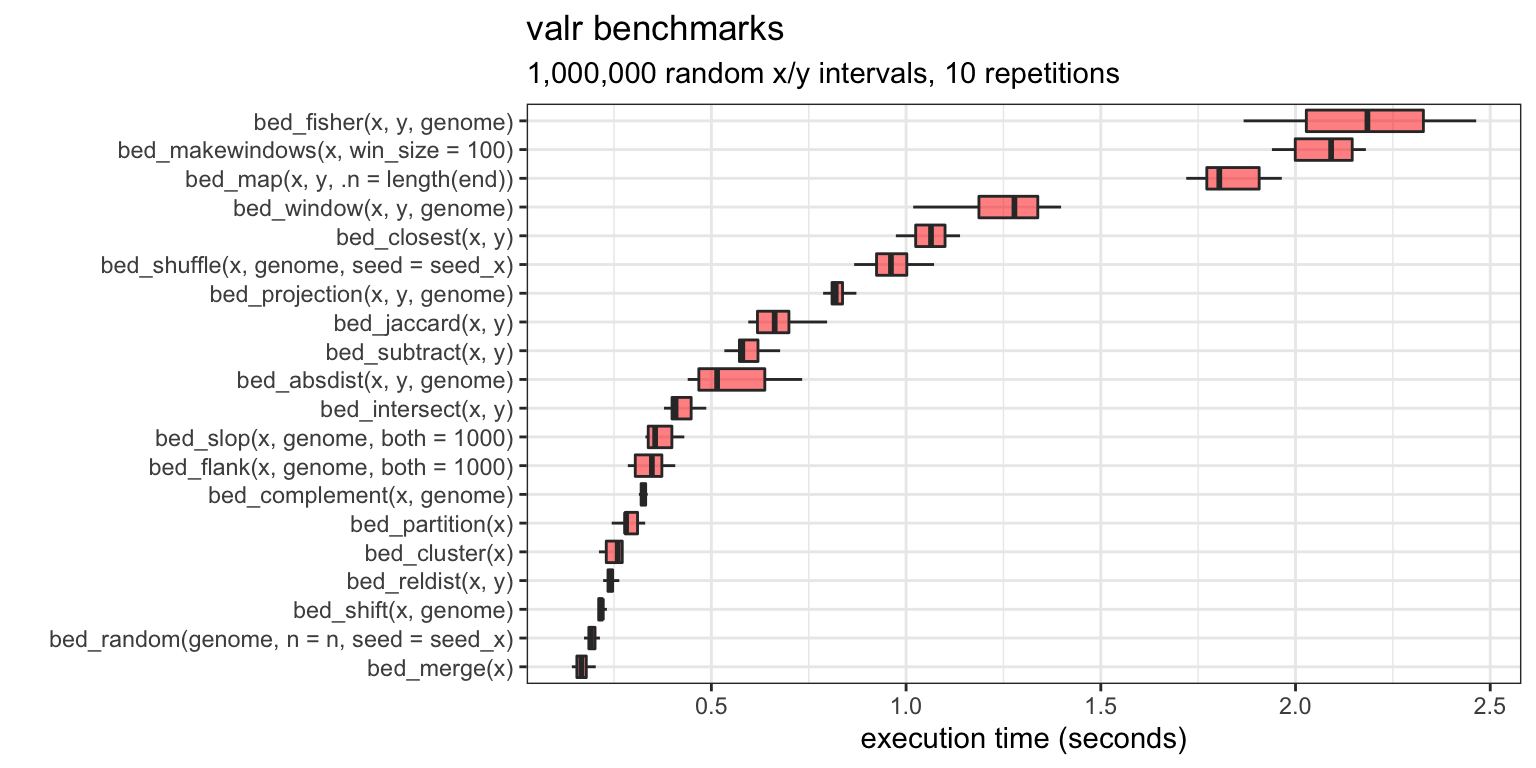 valr benchmarks
1,000,000 random x/y intervals, 10 repetitions
bed_fisher(x, y, genome)
bed_makewindows(x, win_size = 100)
bed_map(x, y, .n = length(end))
bed_window(x, y, genome)
bed_closest(x, y)
bed_shuffle(x, genome, seed = seed_x)
bed_projection(x, y, genome)
bed_jaccard(x, y)
bed_subtract(x, y)
bed_absdist(x, y, genome)
bed_intersect(x, y)
bed_slop(x, genome, both = 1000)
bed_flank(x, genome, both = 1000)
bed_complement(x, genome)
bed_partition(x)
bed_cluster(x)
bed_reldist(x, y)
bed_shift(x, genome)
bed_random(genome, n = n, seed = seed_x)
bed_merge(x)
0.5 1.0 1.5 2.0 2.5
execution time (seconds)